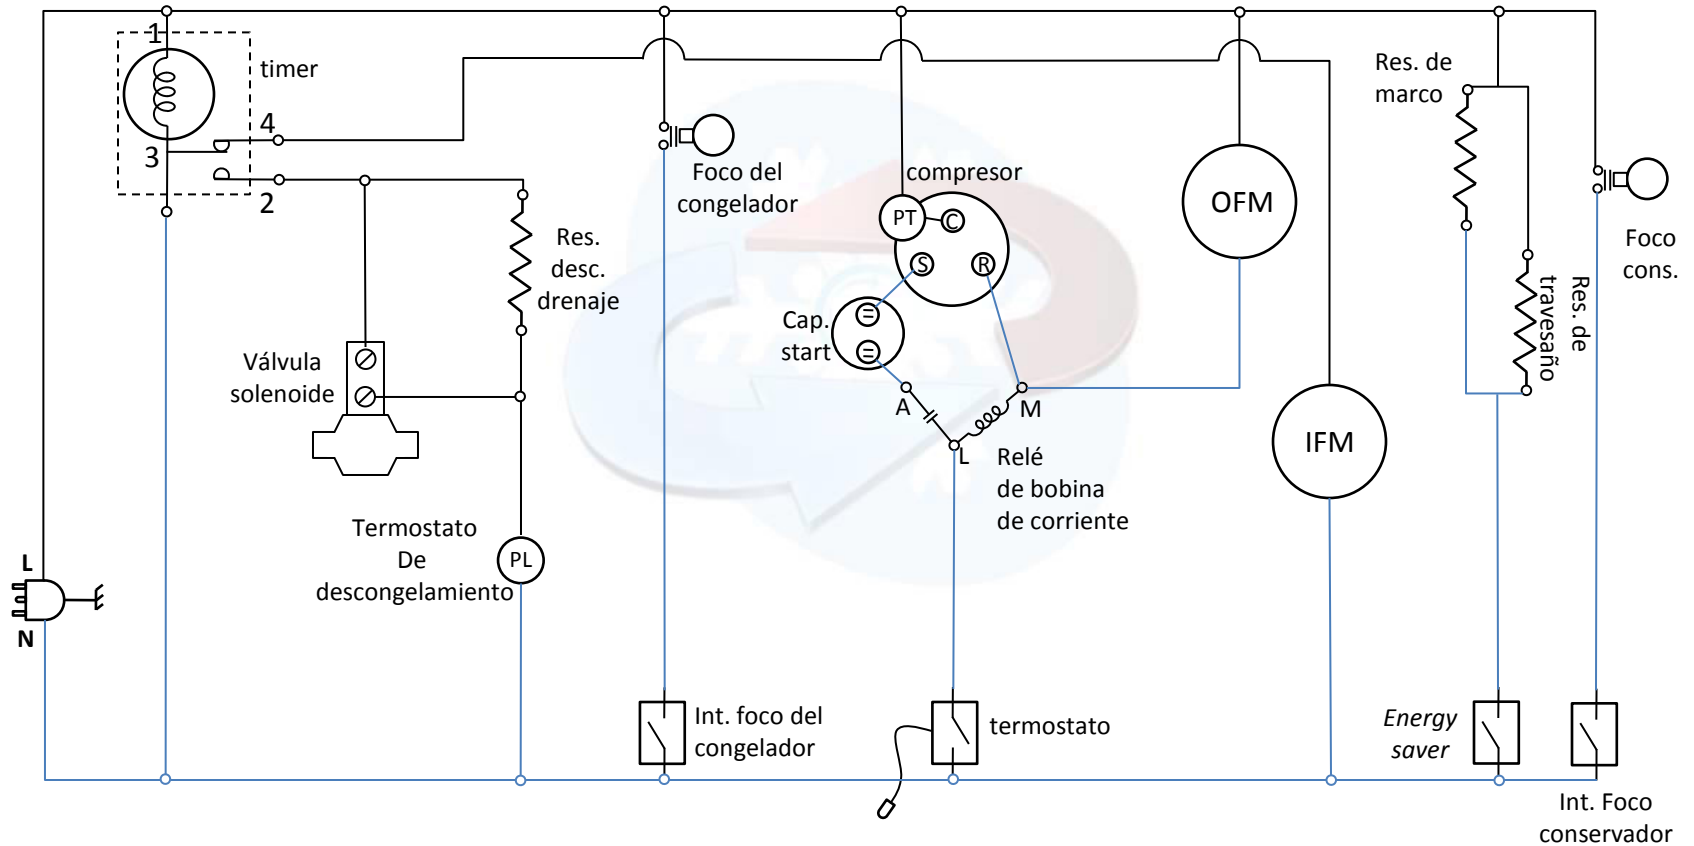 1
timer
4
3
2
Res. de
marco
Foco del
congelador
compresor
PT
C
S
R
OFM
Foco
cons.
Res.
desc.
drenaje
Cap.
start
Res. de
travesaño
Válvula
solenoide
A
M
L
IFM
Relé
de bobina
de corriente
Termostato
De
descongelamiento
PL
L
N
Int. foco del
congelador
termostato
Energy
saver
Int. Foco
conservador